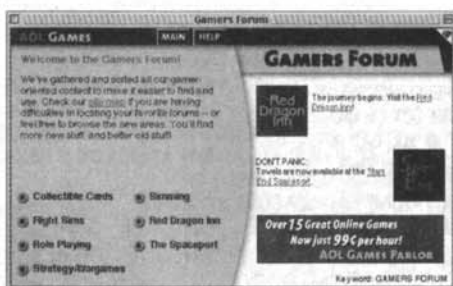 Gamers Forum
AOL GAMES MAIN HELP
Welcome to the Gamers Forum!
We've gathered and sorted all our gamer-
oriented content to make it easier to find and
use. Check our site map if you are having
difficulties in locating your favorite forums -- or
feel free to browse the new areas. You'll find
more new stuff, and better old stuff!
Collectible Cards
Flight Sims
Role Playing
Strategy/Wargames
Simming
Red Dragon Inn
The Spaceport
GAMERS FORUM
Red
Dragon
Inn
The journey begins. Visit the Red
Dragon Inn!
DON'T PANIC:
Towels are now available at the
End Spaceport.
Over 15 Great Online Games
Now just 99¢ per hour!
AOL GAMES PARLOR
Keyword: GAMERS FORUM